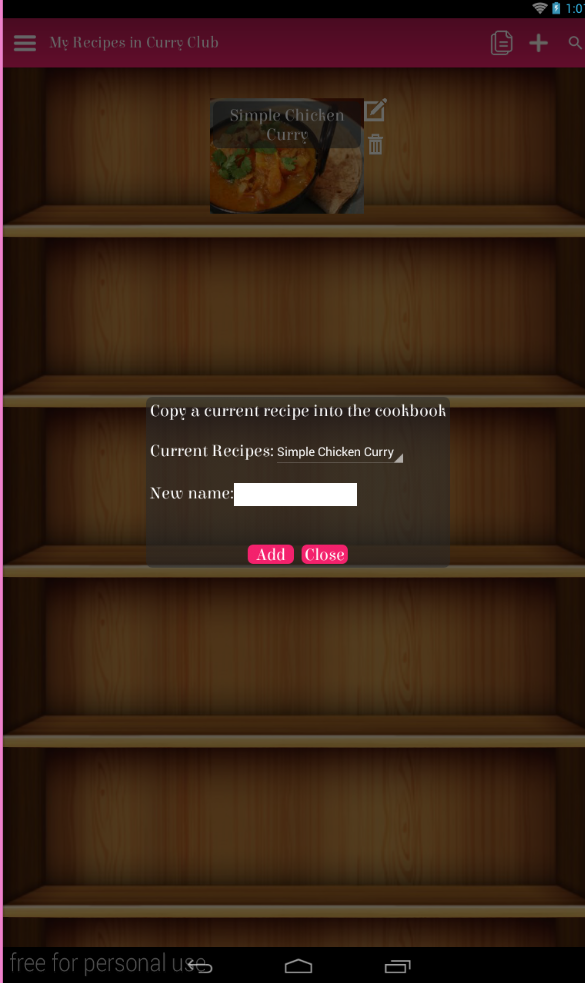 1:0
My Recipes in Curry Club
Simple Chicken
Curry
Copy a current recipe into the cookbook
Current Recipes: Simple Chicken Curry
New name:
Add Close
free for personal use